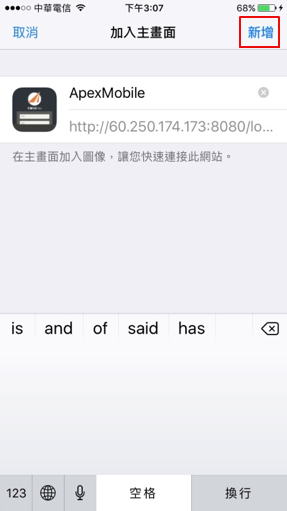 中華電信 下午3:07 68%
取消 加入主畫面 新增
ApexMobile
http://60.250.174.173:8080/lo...
在主畫面加入圖像，讓您快速連接此網站。
is and of said has
123 空格 換行